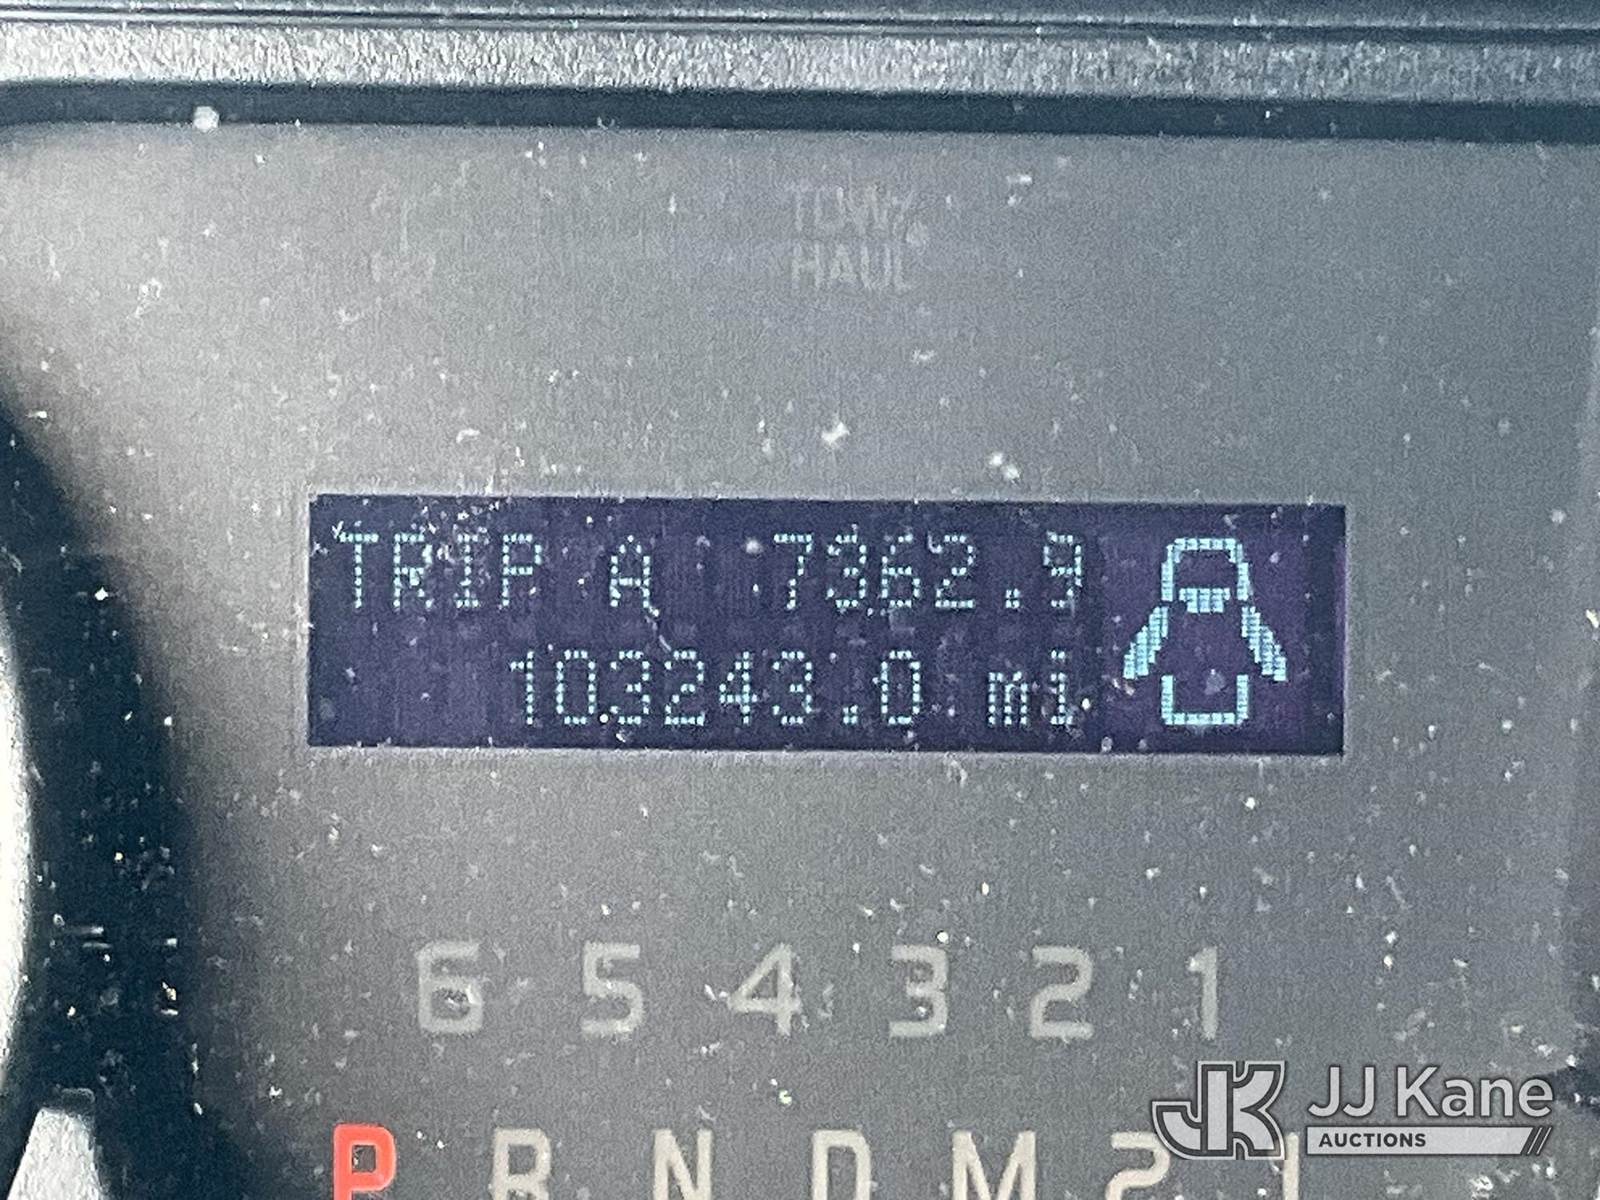 TOW/
HAUL
TRIP A 7362.9
103243.0 mi
6 5 4 3 2 1
P R N D M 2 1
JK JJ Kane
AUCTIONS